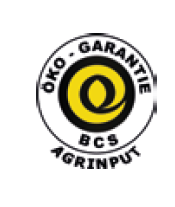 ÖKO - GARANTIE
BCS
AGRINPUT